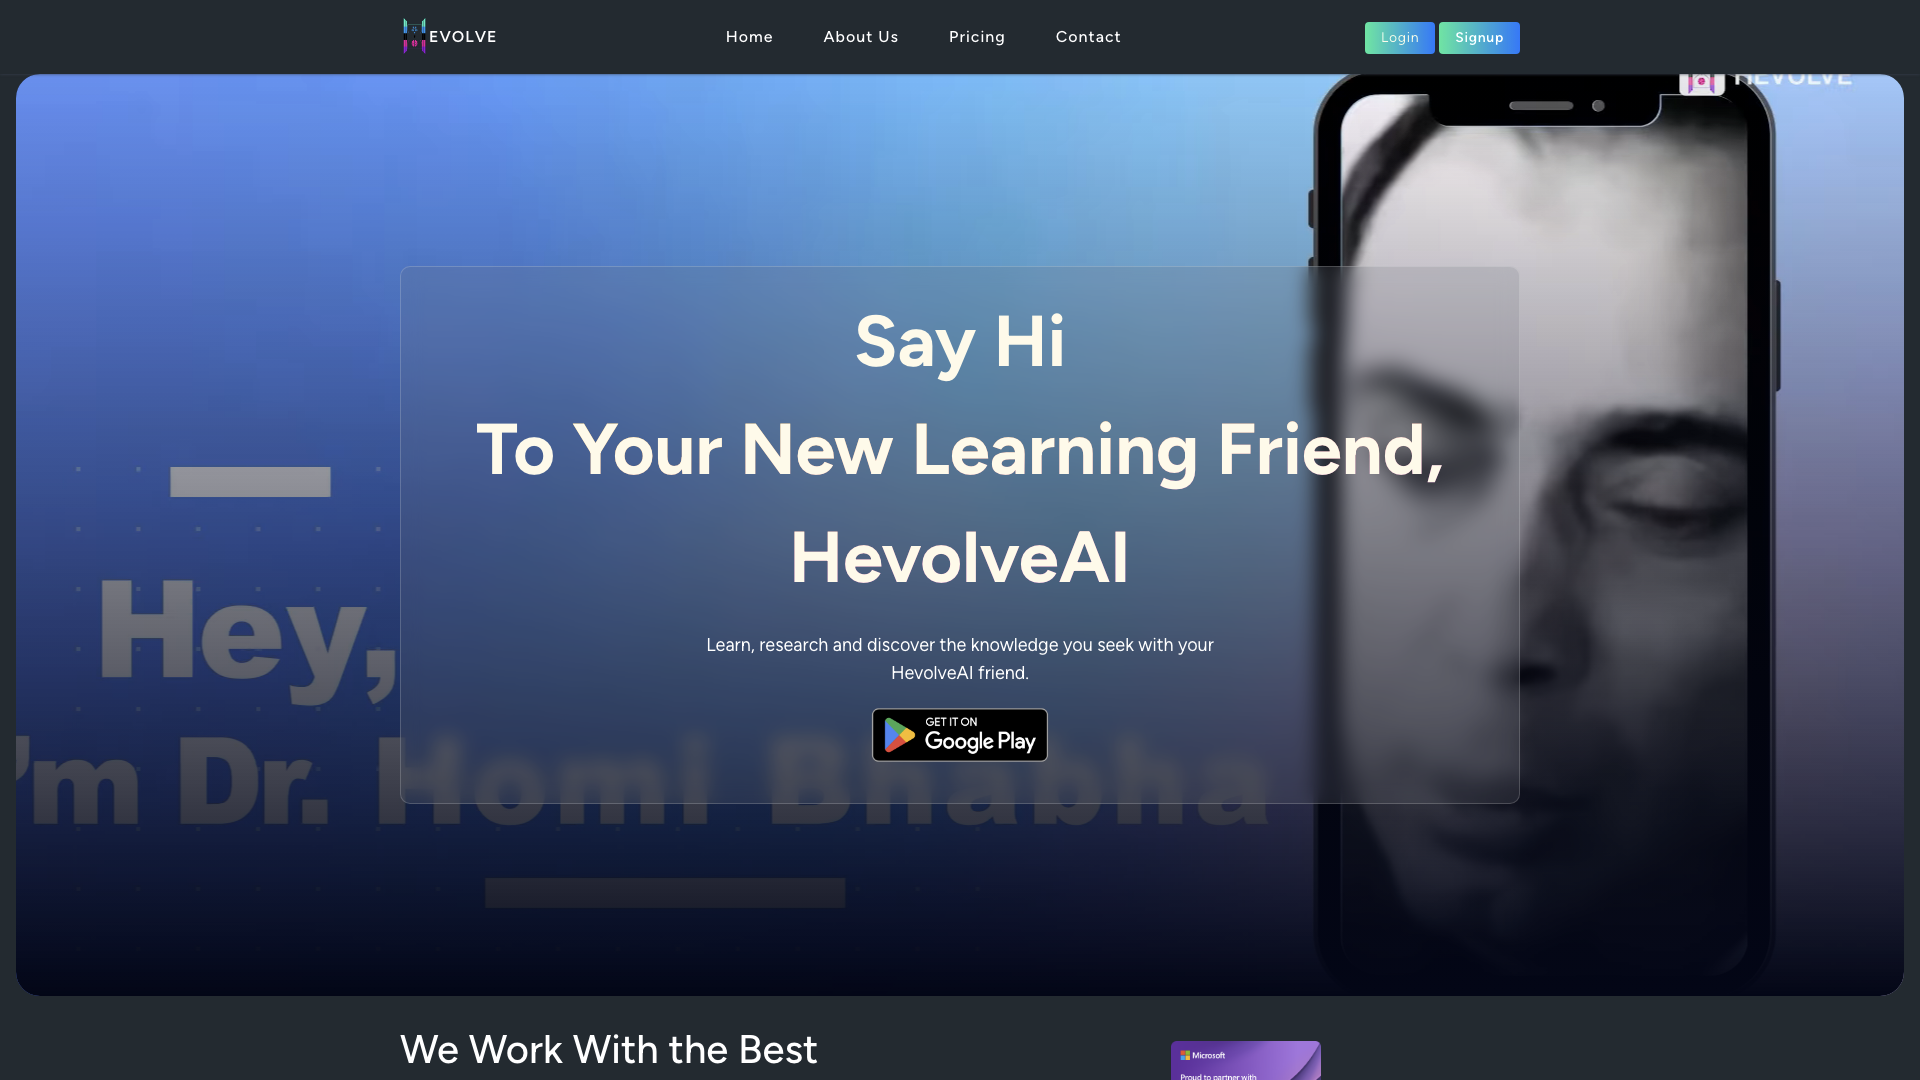 EVOLVE
Home
About Us
Pricing
Contact
Login
Signup
HEVOLVE
Say Hi
To Your New Learning Friend,
HevolveAI
Learn, research and discover the knowledge you seek with your
HevolveAI friend.
GET IT ON
Google Play
Hey,
I'm Dr. Homi Bhabha
We Work With the Best
Microsoft
Proud to partner with